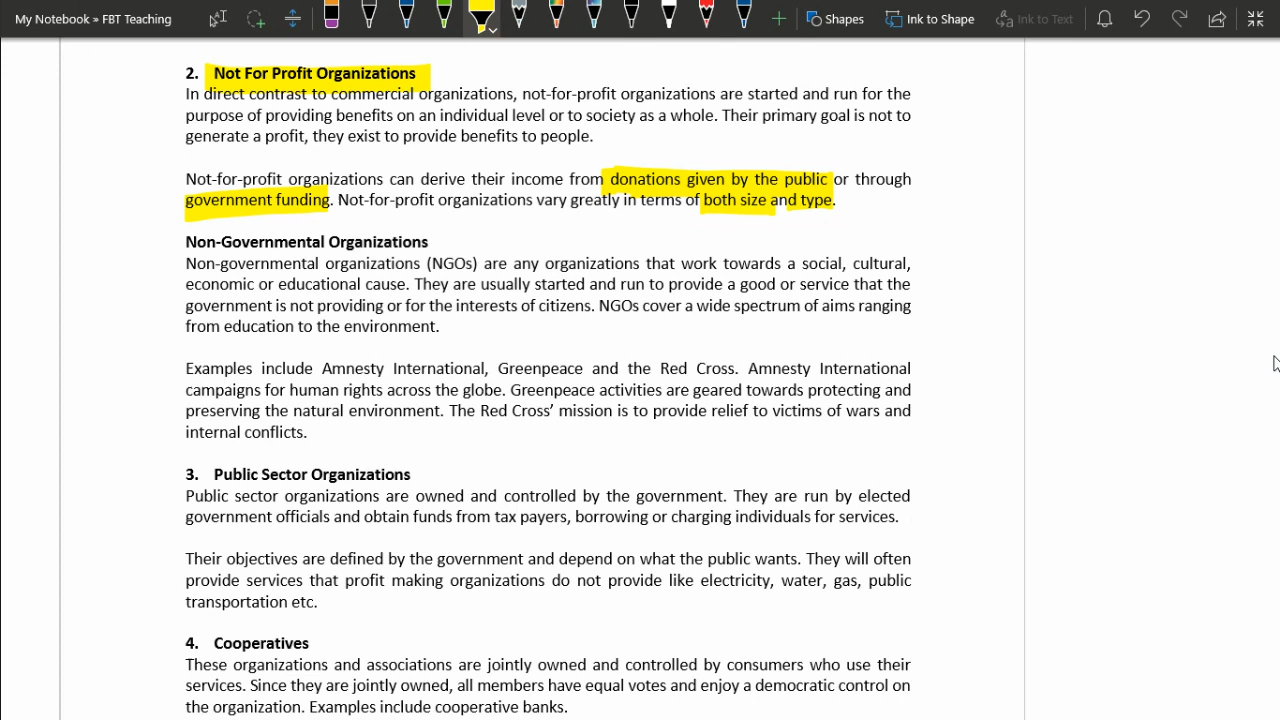 My Notebook » FBT Teaching
Shapes
Ink to Shape
Ink to Text
2. Not For Profit Organizations
In direct contrast to commercial organizations, not-for-profit organizations are started and run for the
purpose of providing benefits on an individual level or to society as a whole. Their primary goal is not to
generate a profit, they exist to provide benefits to people.
Not-for-profit organizations can derive their income from donations given by the public or through
government funding. Not-for-profit organizations vary greatly in terms of both size and type.
Non-Governmental Organizations
Non-governmental organizations (NGOs) are any organizations that work towards a social, cultural,
economic or educational cause. They are usually started and run to provide a good or service that the
government is not providing or for the interests of citizens. NGOs cover a wide spectrum of aims ranging
from education to the environment.
Examples include Amnesty International, Greenpeace and the Red Cross. Amnesty International
campaigns for human rights across the globe. Greenpeace activities are geared towards protecting and
preserving the natural environment. The Red Cross’ mission is to provide relief to victims of wars and
internal conflicts.
3. Public Sector Organizations
Public sector organizations are owned and controlled by the government. They are run by elected
government officials and obtain funds from tax payers, borrowing or charging individuals for services.
Their objectives are defined by the government and depend on what the public wants. They will often
provide services that profit making organizations do not provide like electricity, water, gas, public
transportation etc.
4. Cooperatives
These organizations and associations are jointly owned and controlled by consumers who use their
services. Since they are jointly owned, all members have equal votes and enjoy a democratic control on
the organization. Examples include cooperative banks.